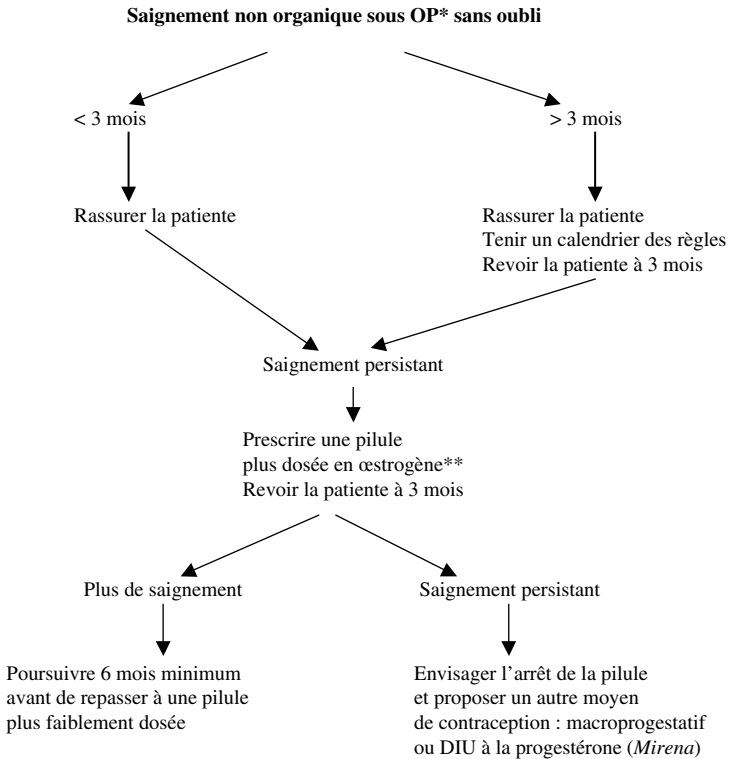 Saignement non organique sous OP* sans oubli
< 3 mois
> 3 mois
Rassurer la patiente
Rassurer la patiente
Tenir un calendrier des règles
Revoir la patiente à 3 mois
Saignement persistant
Prescrire une pilule
plus dosée en œstrogène**
Revoir la patiente à 3 mois
Plus de saignement
Saignement persistant
Poursuivre 6 mois minimum
avant de repasser à une pilule
plus faiblement dosée
Envisager l’arrêt de la pilule
et proposer un autre moyen
de contraception : macroprogestatif
ou DIU à la progestérone (Mirena)